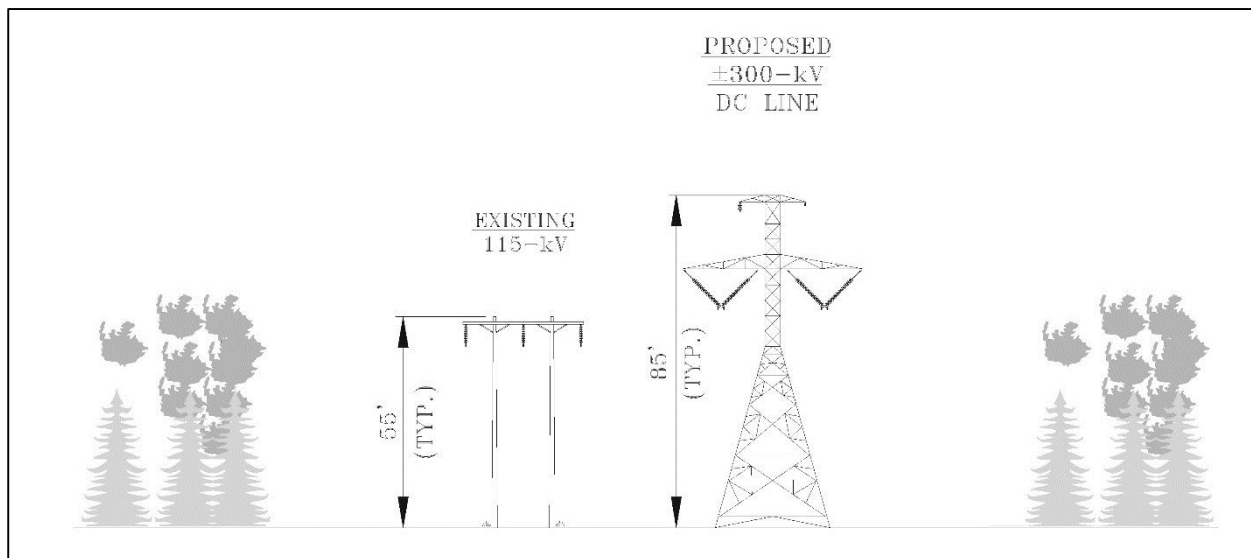 PROPOSED
±300-kV
DC LINE
EXISTING
115-kV
55'
(TYP.)
85'
(TYP.)